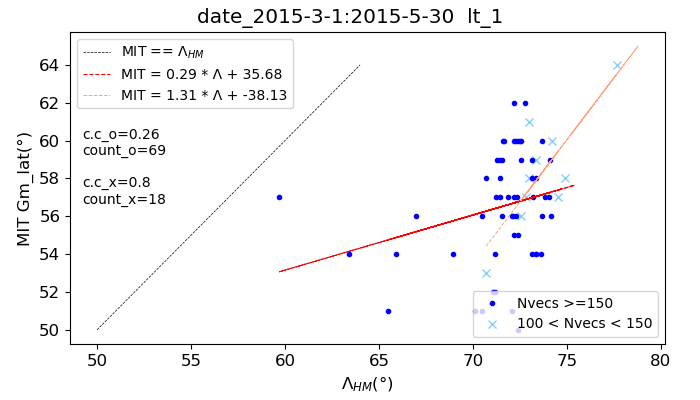 date_2015-3-1:2015-5-30  lt_1
MIT == Λ_HM
MIT = 0.29 * Λ + 35.68
MIT = 1.31 * Λ + -38.13
c.c_o=0.26
count_o=69
c.c_x=0.8
count_x=18
MIT Gm_lat(°)
64
62
60
58
56
54
52
50
Nvecs >=150
100 < Nvecs < 150
50 55 60 65 70 75 80
Λ_HM(°)